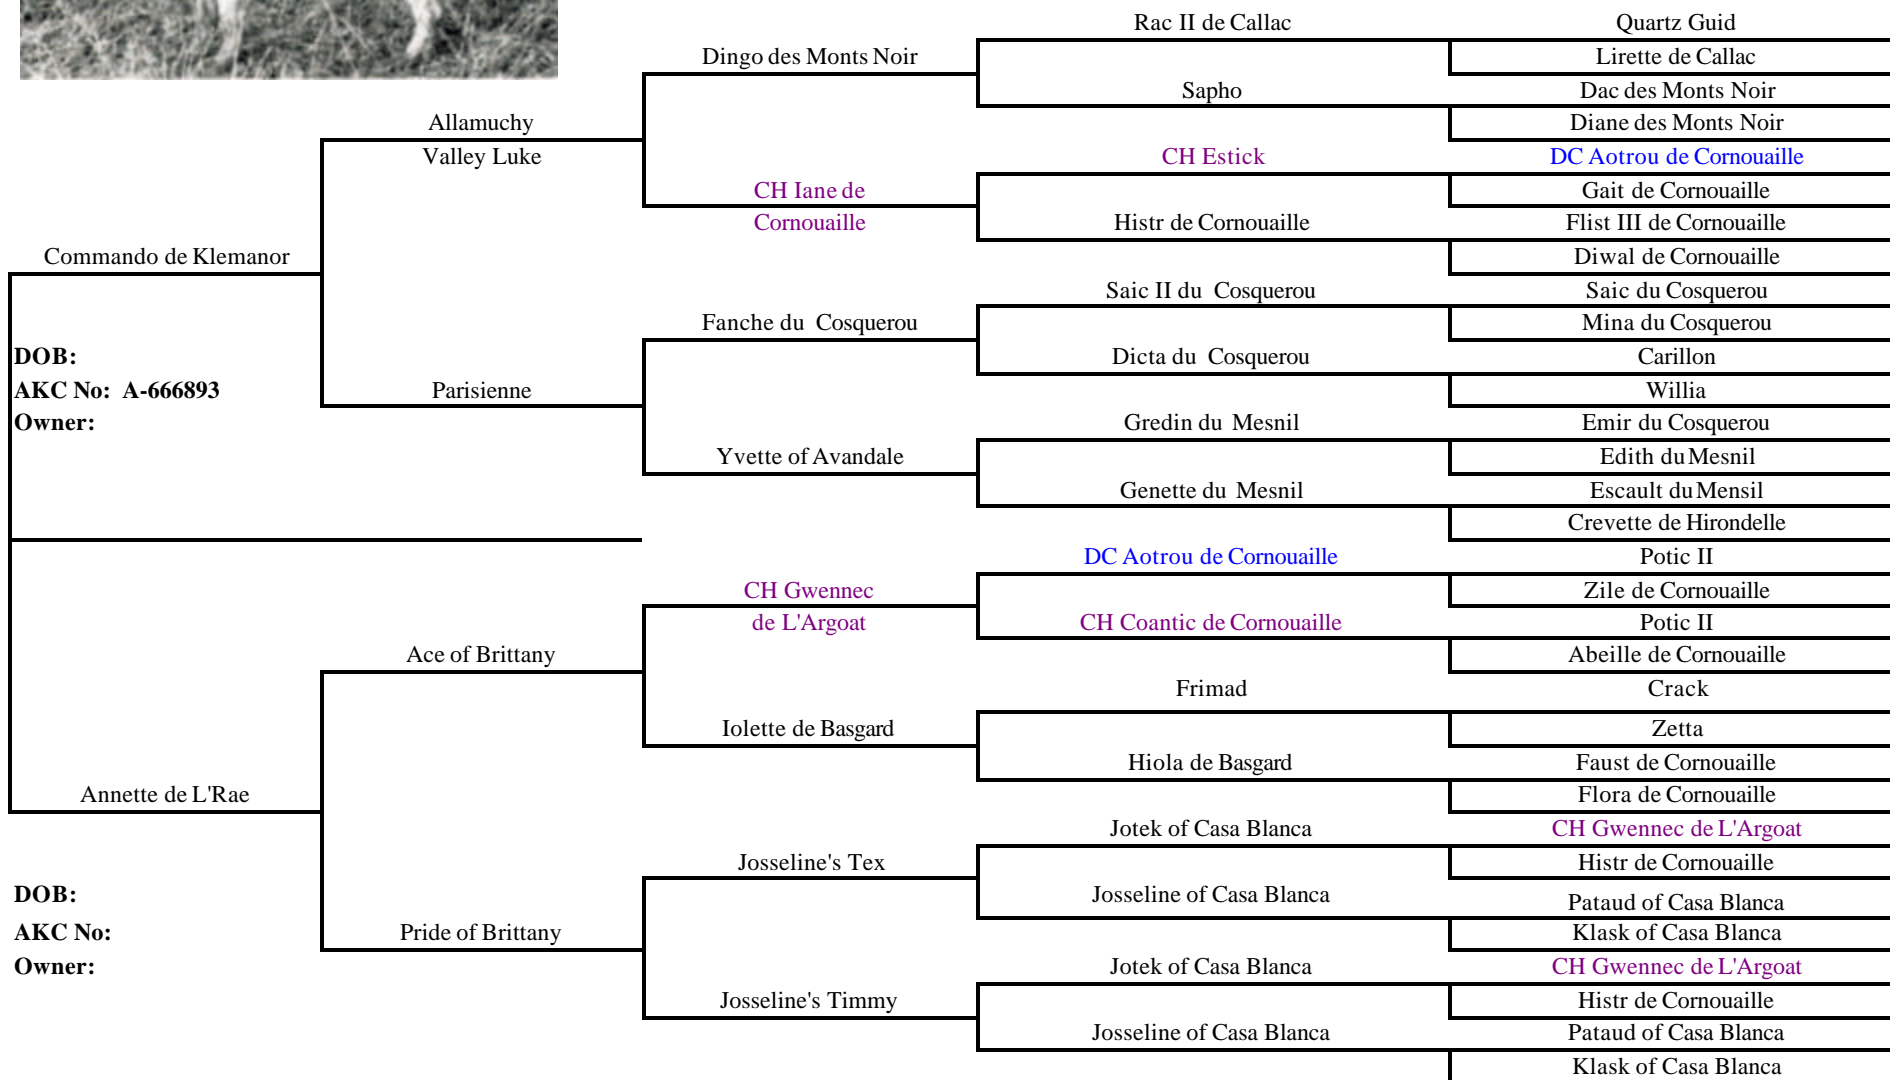 Rac II de Callac
Quartz Guid
Dingo des Monts Noir
Lirette de Callac
Sapho
Dac des Monts Noir
Allamuchy
Valley Luke
Diane des Monts Noir
CH Estick
DC Aotrou de Cornouaille
CH Iane de
Cornouaille
Gait de Cornouaille
Histr de Cornouaille
Flist III de Cornouaille
Commando de Klemanor
Diwal de Cornouaille
Saic II du Cosquerou
Saic du Cosquerou
Fanche du Cosquerou
Mina du Cosquerou
DOB:
Dicta du Cosquerou
Carillon
AKC No: A-666893
Parisienne
Willia
Owner:
Gredin du Mesnil
Emir du Cosquerou
Yvette of Avandale
Edith du Mesnil
Genette du Mesnil
Escault du Mensil
Crevette de Hirondelle
DC Aotrou de Cornouaille
Potic II
CH Gwennec
de L'Argoat
Zile de Cornouaille
CH Coantic de Cornouaille
Potic II
Ace of Brittany
Abeille de Cornouaille
Frimad
Crack
Iolette de Basgard
Zetta
Hiola de Basgard
Faust de Cornouaille
Annette de L'Rae
Flora de Cornouaille
Jotek of Casa Blanca
CH Gwennec de L'Argoat
Josseline's Tex
Histr de Cornouaille
DOB:
Josseline of Casa Blanca
Pataud of Casa Blanca
AKC No:
Pride of Brittany
Klask of Casa Blanca
Owner:
Jotek of Casa Blanca
CH Gwennec de L'Argoat
Josseline's Timmy
Histr de Cornouaille
Josseline of Casa Blanca
Pataud of Casa Blanca
Klask of Casa Blanca